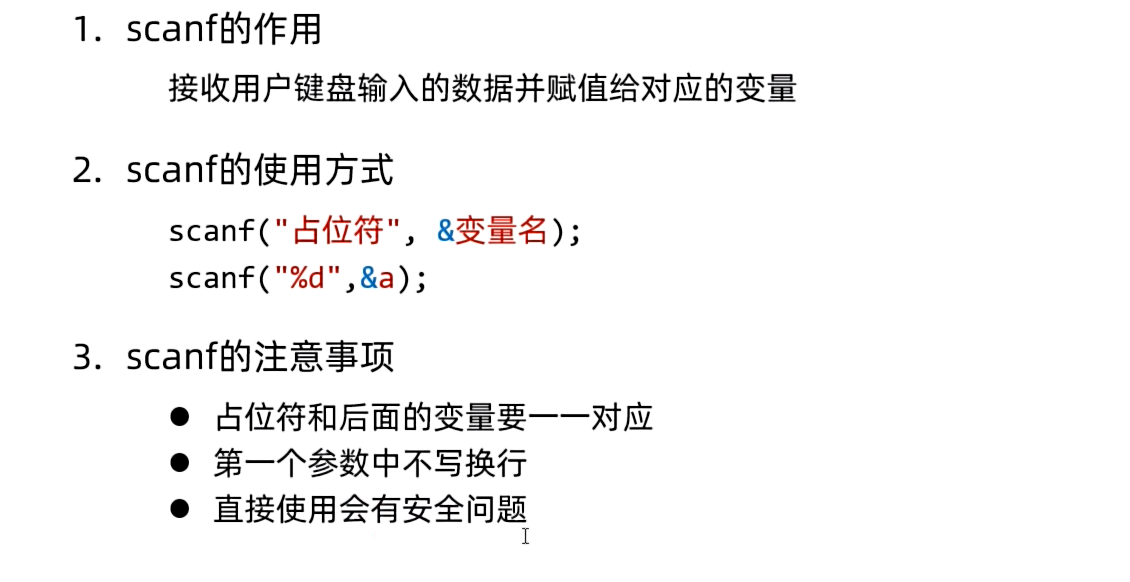 1. scanf的作用
接收用户键盘输入的数据并赋值给对应的变量
2. scanf的使用方式
scanf("占位符", &变量名);
scanf("%d",&a);
3. scanf的注意事项
● 占位符和后面的变量要一一对应
● 第一个参数中不写换行
● 直接使用会有安全问题